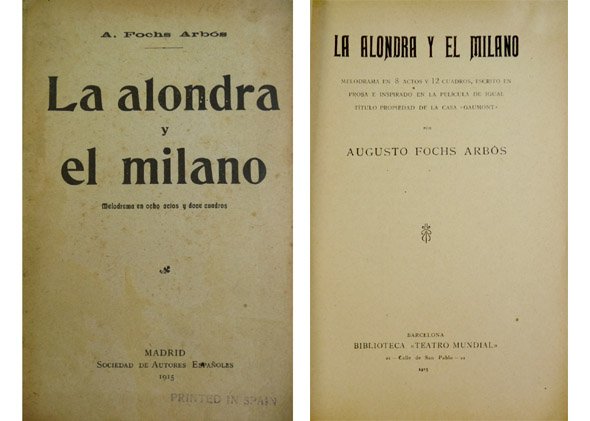 A. Fochs Arbós
La alondra
y
el milano
Melodrama en ocho actos y doce cuadros
MADRID
SOCIEDAD DE AUTORES ESPAÑOLES
1915
PRINTED IN SPAIN
LA ALONDRA Y EL MILANO
MELODRAMA EN 8 ACTOS Y 12 CUADROS, ESCRITO EN
PROSA E INSPIRADO EN LA PELÍCULA DE IGUAL
TÍTULO PROPIEDAD DE LA CASA «GAUMONT»
POR
AUGUSTO FOCHS ARBÓS
BARCELONA
BIBLIOTECA «TEATRO MUNDIAL»
Calle de San Pablo
1915